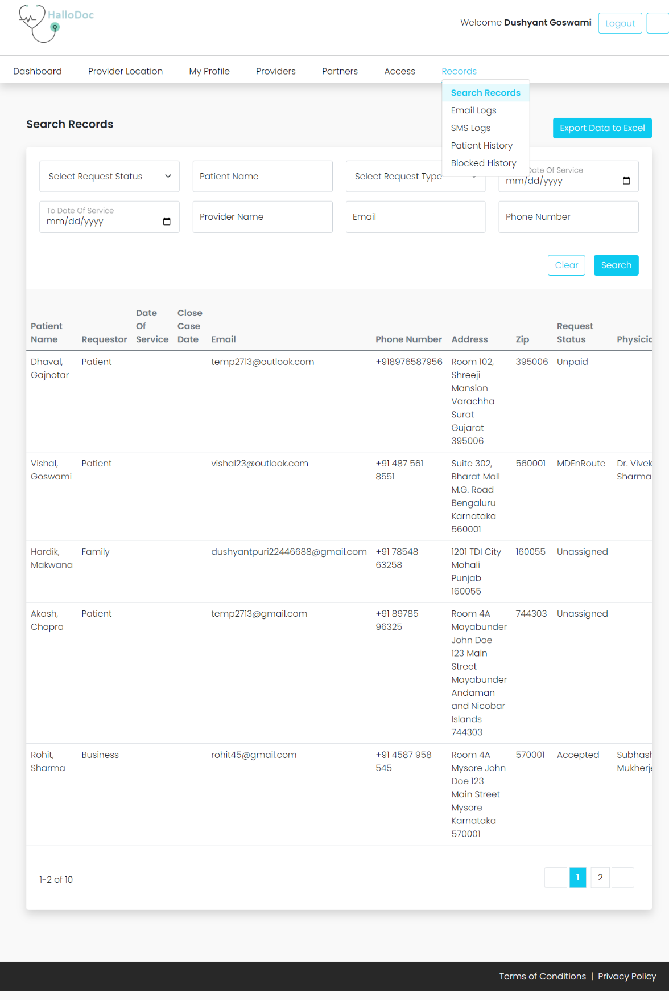 HalloDoc
Welcome Dushyant Goswami
Logout
Dashboard
Provider Location
My Profile
Providers
Partners
Access
Records
Search Records
Email Logs
SMS Logs
Patient History
Blocked History
Search Records
Export Data to Excel
Select Request Status
Patient Name
Select Request Type
Date Of Service
mm/dd/yyyy
To Date Of Service
mm/dd/yyyy
Provider Name
Email
Phone Number
Clear
Search
Patient
Name
Requestor
Date
Of
Service
Close
Case
Date
Email
Phone Number
Address
Zip
Request
Status
Dhaval,
Gajnotar
Patient
temp2713@outlook.com
+918976587956
Room 102,
Shreeji
Mansion
Varachha
Surat
Gujarat
395006
395006
Unpaid
Vishal,
Goswami
Patient
vishal23@outlook.com
+91 487 561
8551
Suite 302,
Bharat Mall
M.G. Road
Bengaluru
Karnataka
560001
560001
MDEnRoute
Dr. Vivek
Sharma
Hardik,
Makwana
Family
dushyantpuri22446688@gmail.com
+91 78548
63258
1201 TDI City
Mohali
Punjab
160055
160055
Unassigned
Akash,
Chopra
Patient
temp2713@gmail.com
+91 89785
96325
Room 4A
Mayabunder
John Doe
123 Main
Street
Mayabunder
Andaman
and Nicobar
Islands
744303
744303
Unassigned
Rohit,
Sharma
Business
rohit45@gmail.com
+91 4587 958
545
Room 4A
Mysore John
Doe 123
Main Street
Mysore
Karnataka
570001
570001
Accepted
1-2 of 10
1
2
Terms of Conditions | Privacy Policy